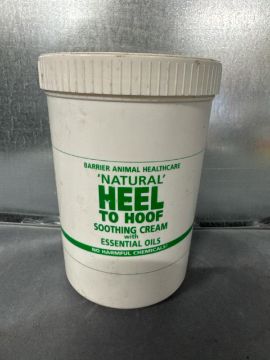 BARRIER ANIMAL HEALTHCARE
'NATURAL'
HEEL
TO HOOF
SOOTHING CREAM
with
ESSENTIAL OILS
NO HARMFUL CHEMICALS